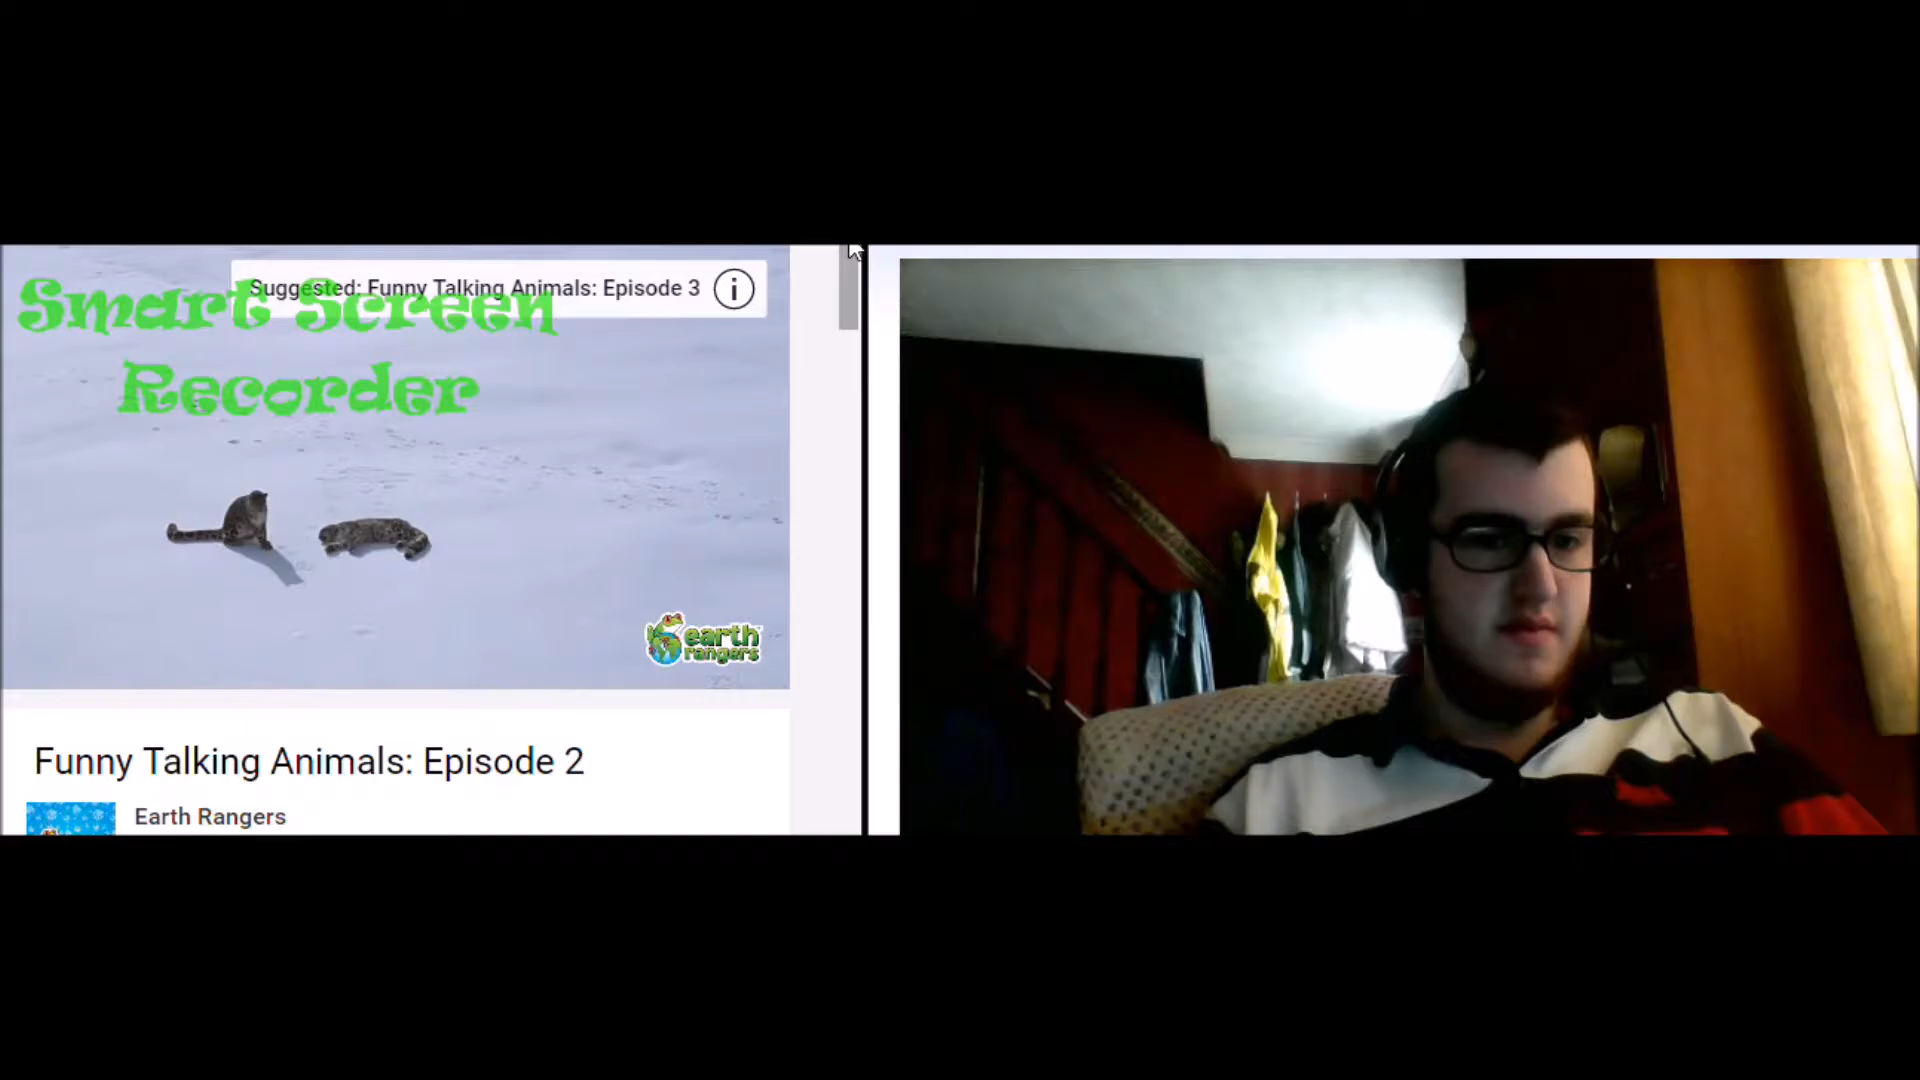 Suggested: Funny Talking Animals: Episode 3
Smart Screen
Recorder
earth
rangers
Funny Talking Animals: Episode 2
Earth Rangers